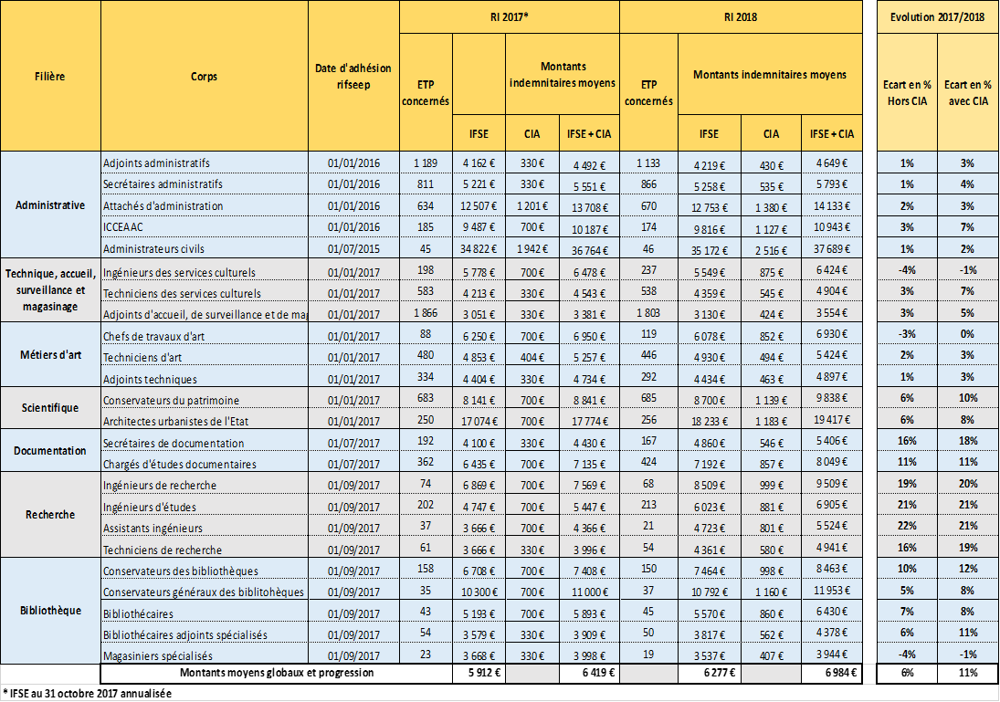 RI 2017* RI 2018 Evolution 2017/2018
Filière Corps Date d'adhésion rifseep ETP concernés Montants indemnitaires moyens ETP concernés Montants indemnitaires moyens Ecart en % Hors CIA Ecart en % avec CIA
IFSE CIA IFSE + CIA IFSE CIA IFSE + CIA
Administrative
Adjoints administratifs 01/01/2016 1 189 4 162 € 330 € 4 492 € 1 133 4 219 € 430 € 4 649 € 1% 3%
Secrétaires administratifs 01/01/2016 811 5 221 € 330 € 5 551 € 866 5 258 € 535 € 5 793 € 1% 4%
Attachés d'administration 01/01/2016 634 12 507 € 1 201 € 13 708 € 670 12 753 € 1 380 € 14 133 € 2% 3%
ICCEAAC 01/01/2016 185 9 487 € 700 € 10 187 € 174 9 816 € 1 127 € 10 943 € 3% 7%
Administrateurs civils 01/07/2015 45 34 822 € 1 942 € 36 764 € 46 35 172 € 2 516 € 37 689 € 1% 2%
Technique, accueil, surveillance et magasinage
Ingénieurs des services culturels 01/01/2017 198 5 778 € 700 € 6 478 € 237 5 549 € 875 € 6 424 € -4% -1%
Techniciens des services culturels 01/01/2017 583 4 213 € 330 € 4 543 € 538 4 359 € 545 € 4 904 € 3% 7%
Adjoints d'accueil, de surveillance et de mag 01/01/2017 1 866 3 051 € 330 € 3 381 € 1 803 3 130 € 424 € 3 554 € 3% 5%
Métiers d'art
Chefs de travaux d'art 01/01/2017 88 6 250 € 700 € 6 950 € 119 6 078 € 852 € 6 930 € -3% 0%
Techniciens d'art 01/01/2017 480 4 853 € 404 € 5 257 € 446 4 930 € 494 € 5 424 € 2% 3%
Adjoints techniques 01/01/2017 334 4 404 € 330 € 4 734 € 292 4 434 € 463 € 4 897 € 1% 3%
Scientifique
Conservateurs du patrimoine 01/01/2017 683 8 141 € 700 € 8 841 € 685 8 700 € 1 139 € 9 838 € 6% 10%
Architectes urbanistes de l'Etat 01/01/2017 250 17 074 € 700 € 17 774 € 256 18 233 € 1 183 € 19 417 € 6% 8%
Documentation
Secrétaires de documentation 01/07/2017 192 4 100 € 330 € 4 430 € 167 4 860 € 546 € 5 406 € 16% 18%
Chargés d'études documentaires 01/07/2017 362 6 435 € 700 € 7 135 € 424 7 192 € 857 € 8 049 € 11% 11%
Recherche
Ingénieurs de recherche 01/09/2017 74 6 869 € 700 € 7 569 € 68 8 509 € 999 € 9 509 € 19% 20%
Ingénieurs d'études 01/09/2017 202 4 747 € 700 € 5 447 € 213 6 023 € 881 € 6 905 € 21% 21%
Assistants ingénieurs 01/09/2017 37 3 666 € 700 € 4 366 € 21 4 723 € 801 € 5 524 € 22% 21%
Techniciens de recherche 01/09/2017 61 3 666 € 330 € 3 996 € 54 4 361 € 580 € 4 941 € 16% 19%
Bibliothèque
Conservateurs des bibliothèques 01/09/2017 158 6 708 € 700 € 7 408 € 150 7 464 € 998 € 8 463 € 10% 12%
Conservateurs généraux des biblitohèques 01/09/2017 35 10 300 € 700 € 11 000 € 37 10 792 € 1 160 € 11 953 € 5% 8%
Bibliothécaires 01/09/2017 43 5 193 € 700 € 5 893 € 45 5 570 € 860 € 6 430 € 7% 8%
Bibliothécaires adjoints spécialisés 01/09/2017 54 3 579 € 330 € 3 909 € 50 3 817 € 562 € 4 378 € 6% 11%
Magasiniers spécialisés 01/09/2017 23 3 668 € 330 € 3 998 € 19 3 537 € 407 € 3 944 € -4% -1%
Montants moyens globaux et progression 5 912 € 6 419 € 6 277 € 6 984 € 6% 11%
* IFSE au 31 octobre 2017 annualisée